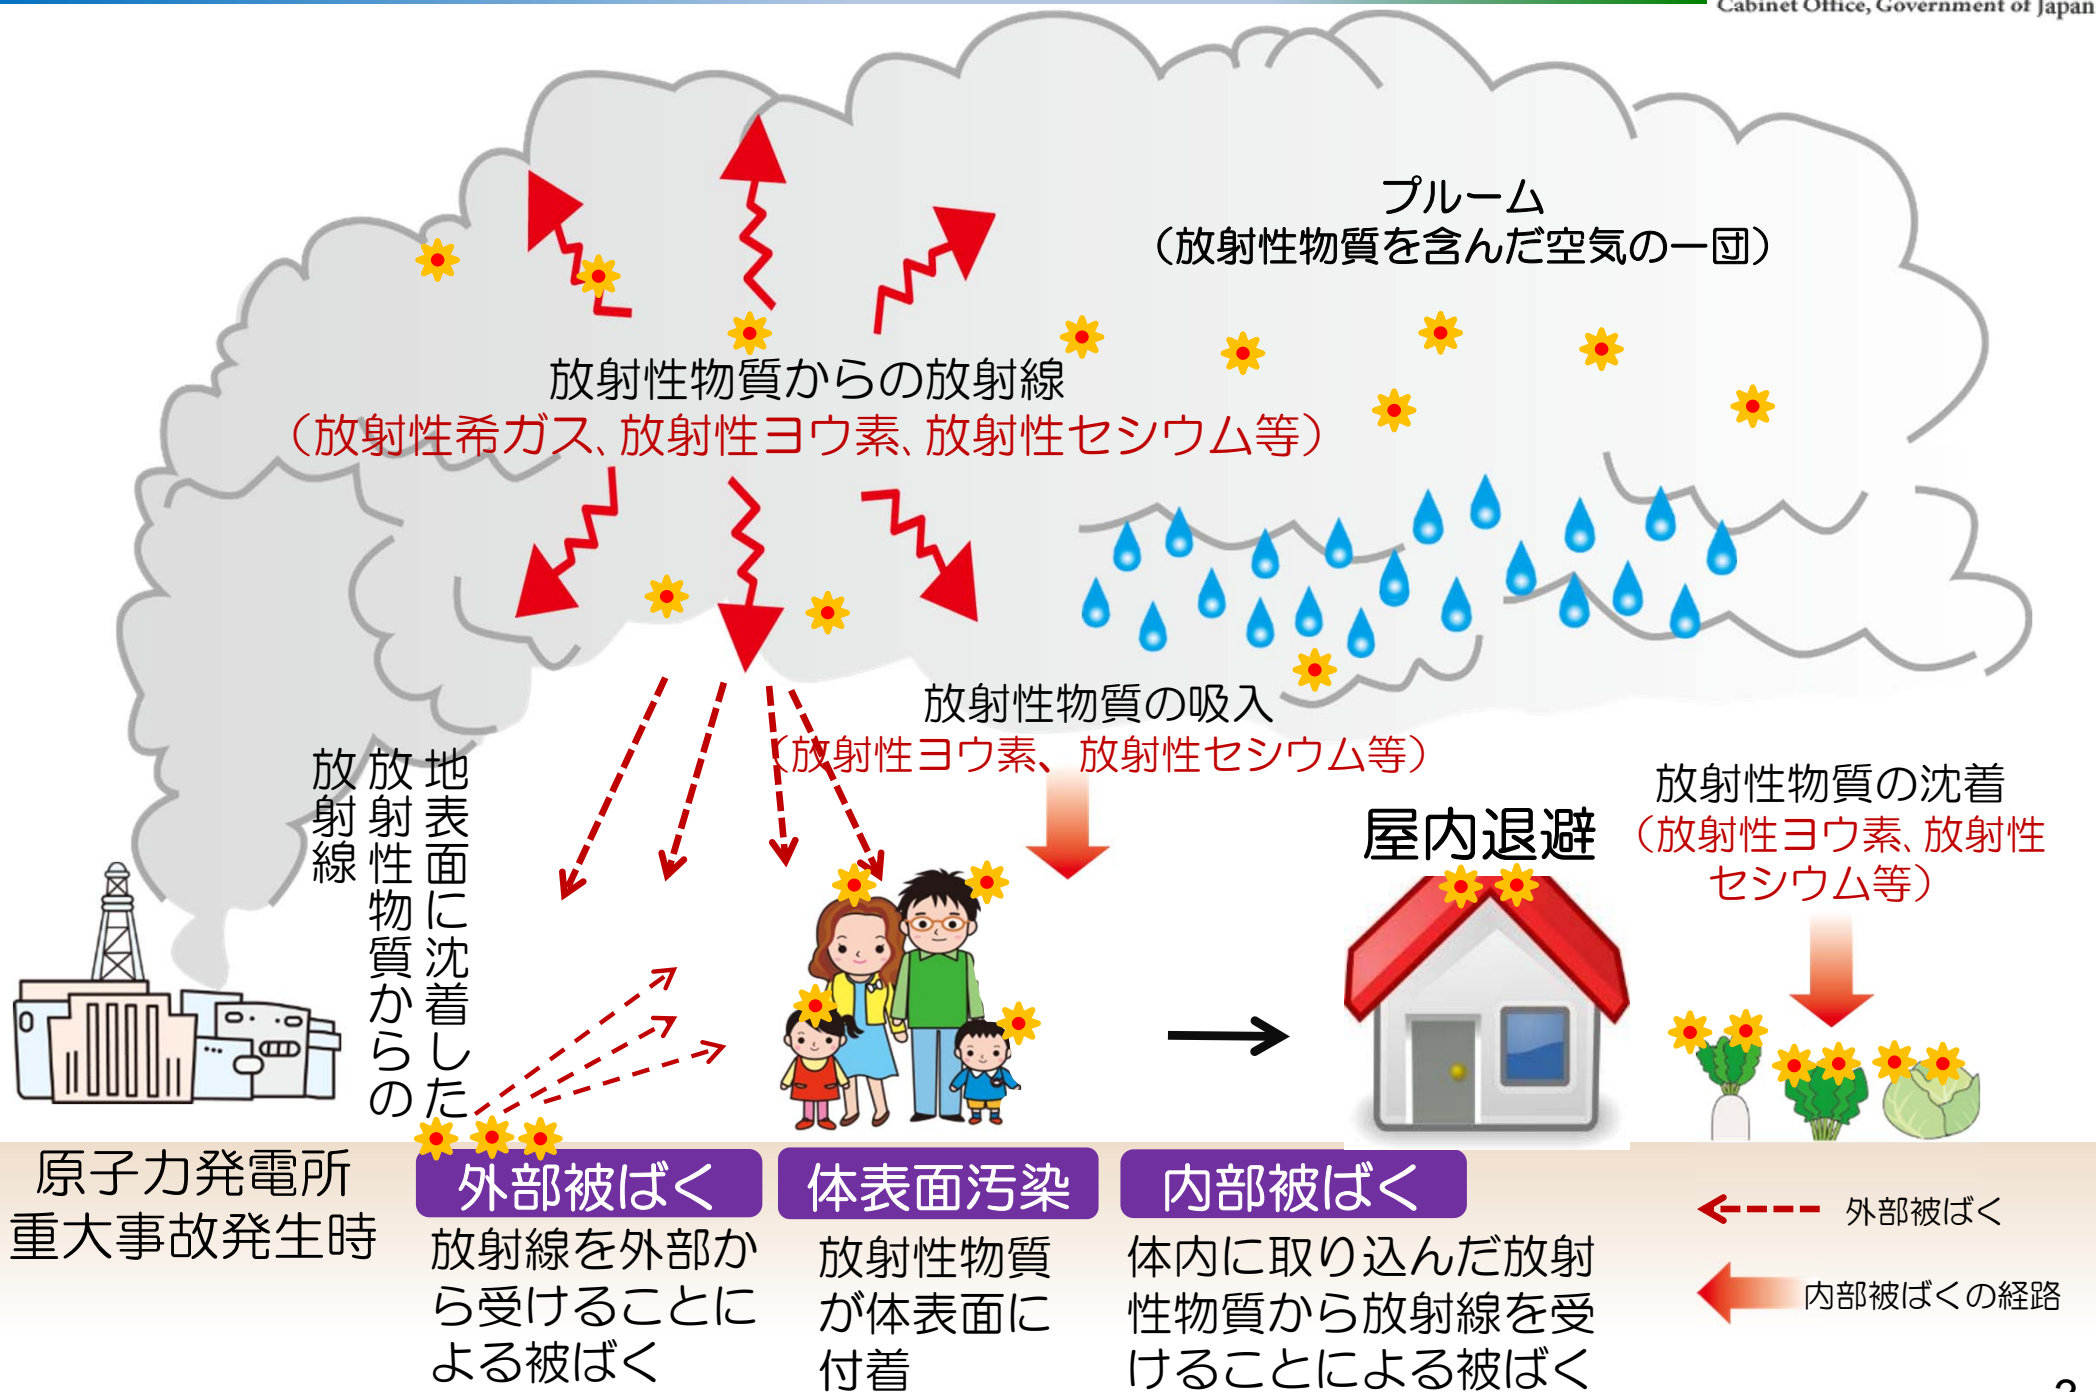 Cabinet Office, Government of Japan
プルーム
（放射性物質を含んだ空気の一団）
放射性物質からの放射線
（放射性希ガス、放射性ヨウ素、放射性セシウム等）
放射性物質の吸入
（放射性ヨウ素、放射性セシウム等）
地表面に沈着した
放射性物質からの
放射線
屋内退避
放射性物質の沈着
（放射性ヨウ素、放射性
セシウム等）
原子力発電所
重大事故発生時
外部被ばく
放射線を外部か
ら受けることに
よる被ばく
体表面汚染
放射性物質
が体表面に
付着
内部被ばく
体内に取り込んだ放射
性物質から放射線を受
けることによる被ばく
外部被ばく
内部被ばくの経路